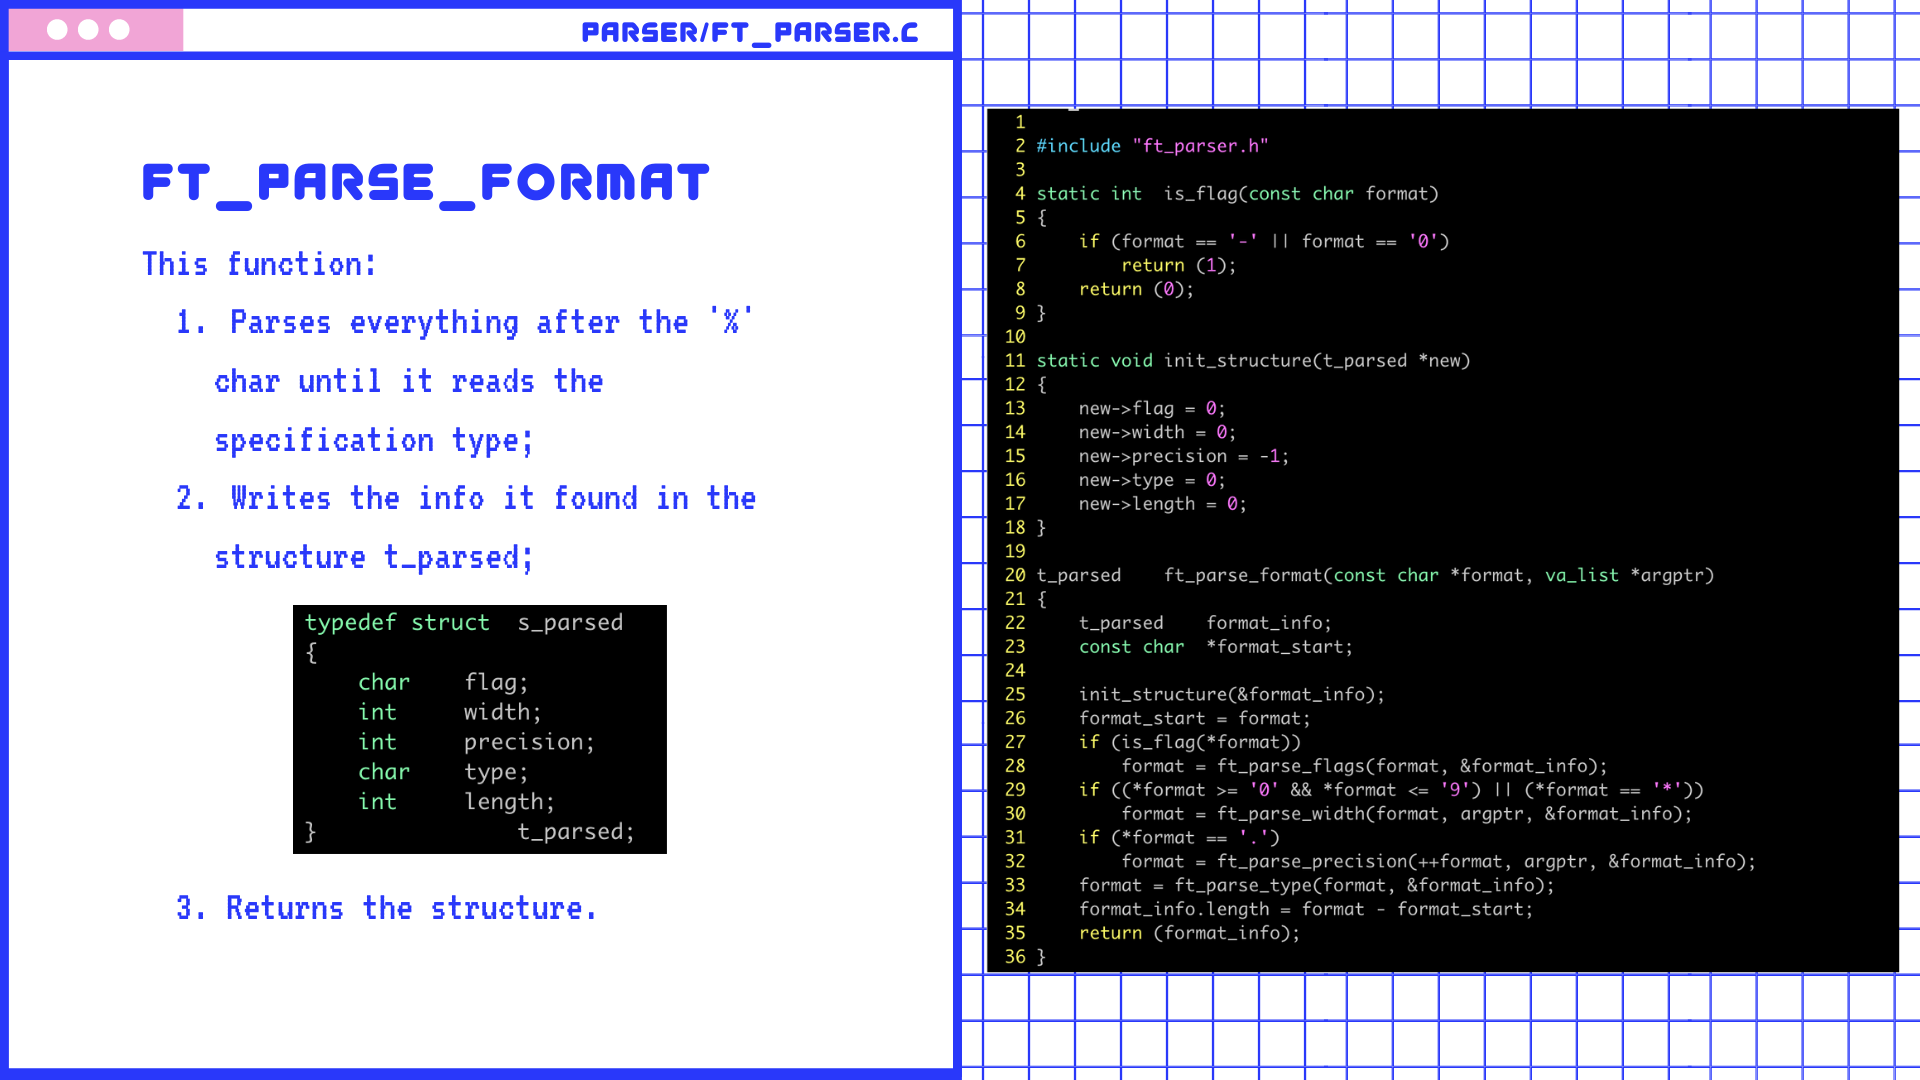 PARSER/FT_PARSER.C
FT_PARSE_FORMAT
This function:
1. Parses everything after the '%'
char until it reads the
specification type;
2. Writes the info it found in the
structure t_parsed;
typedef struct  s_parsed
{
    char    flag;
    int     width;
    int     precision;
    char    type;
    int     length;
}               t_parsed;
3. Returns the structure.
1
2 #include "ft_parser.h"
3
4 static int  is_flag(const char format)
5 {
6     if (format == '-' || format == '0')
7         return (1);
8     return (0);
9 }
10
11 static void init_structure(t_parsed *new)
12 {
13     new->flag = 0;
14     new->width = 0;
15     new->precision = -1;
16     new->type = 0;
17     new->length = 0;
18 }
19
20 t_parsed    ft_parse_format(const char *format, va_list *argptr)
21 {
22     t_parsed    format_info;
23     const char  *format_start;
24
25     init_structure(&format_info);
26     format_start = format;
27     if (is_flag(*format))
28         format = ft_parse_flags(format, &format_info);
29     if ((*format >= '0' && *format <= '9') || (*format == '*'))
30         format = ft_parse_width(format, argptr, &format_info);
31     if (*format == '.')
32         format = ft_parse_precision(++format, argptr, &format_info);
33     format = ft_parse_type(format, &format_info);
34     format_info.length = format - format_start;
35     return (format_info);
36 }